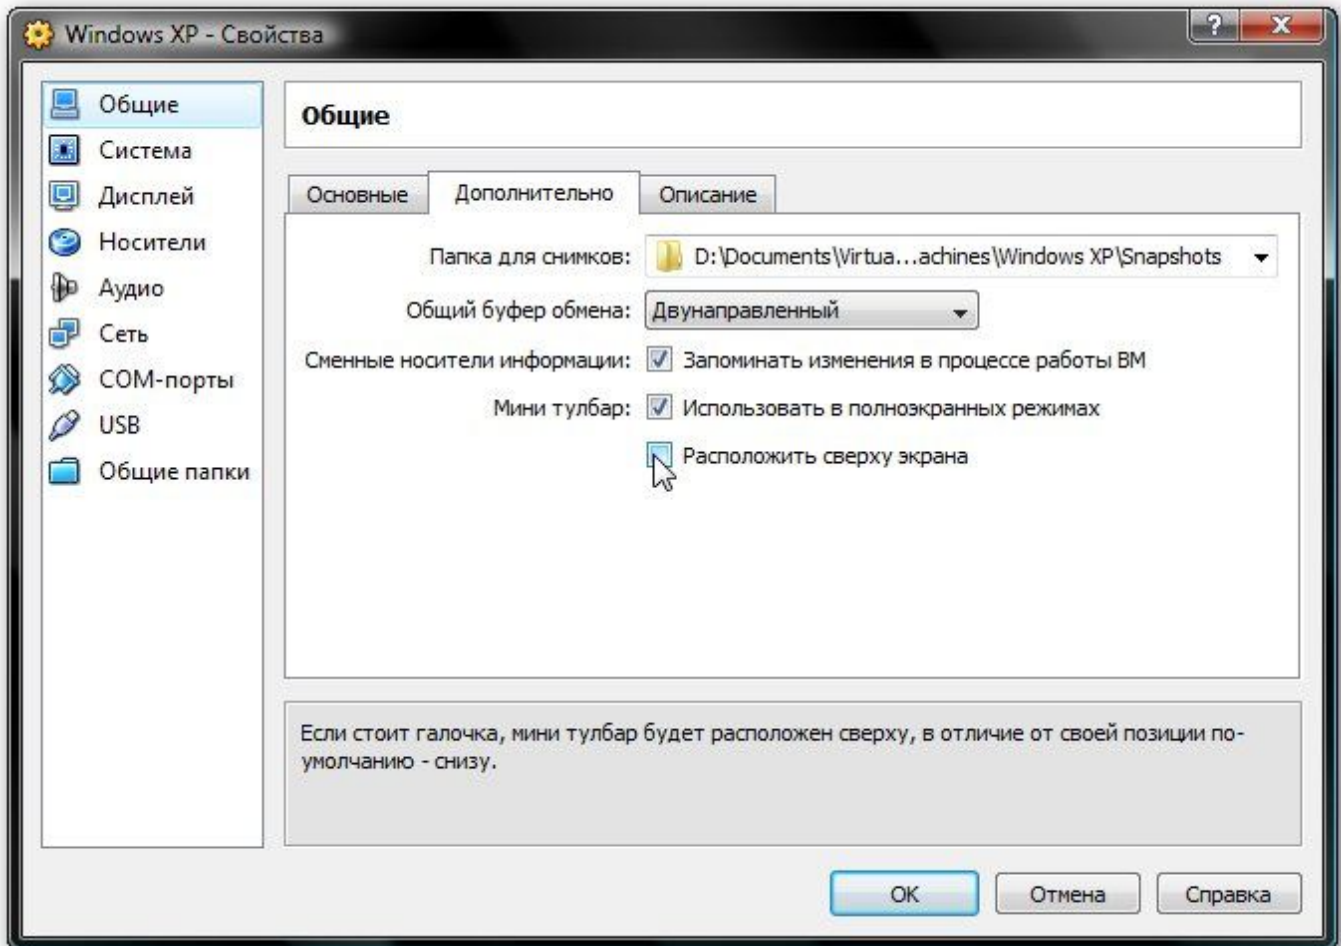 Windows XP - Свойства
Общие
Система
Дисплей
Носители
Аудио
Сеть
COM-порты
USB
Общие папки
Общие
Основные Дополнительно Описание
Папка для снимков: D:\Documents\Virtua...achines\Windows XP\Snapshots
Общий буфер обмена: Двунаправленный
Сменные носители информации: Запоминать изменения в процессе работы ВМ
Мини тулбар: Использовать в полноэкранных режимах
Расположить сверху экрана
Если стоит галочка, мини тулбар будет расположен сверху, в отличие от своей позиции по-
умолчанию - снизу.
OK Отмена Справка